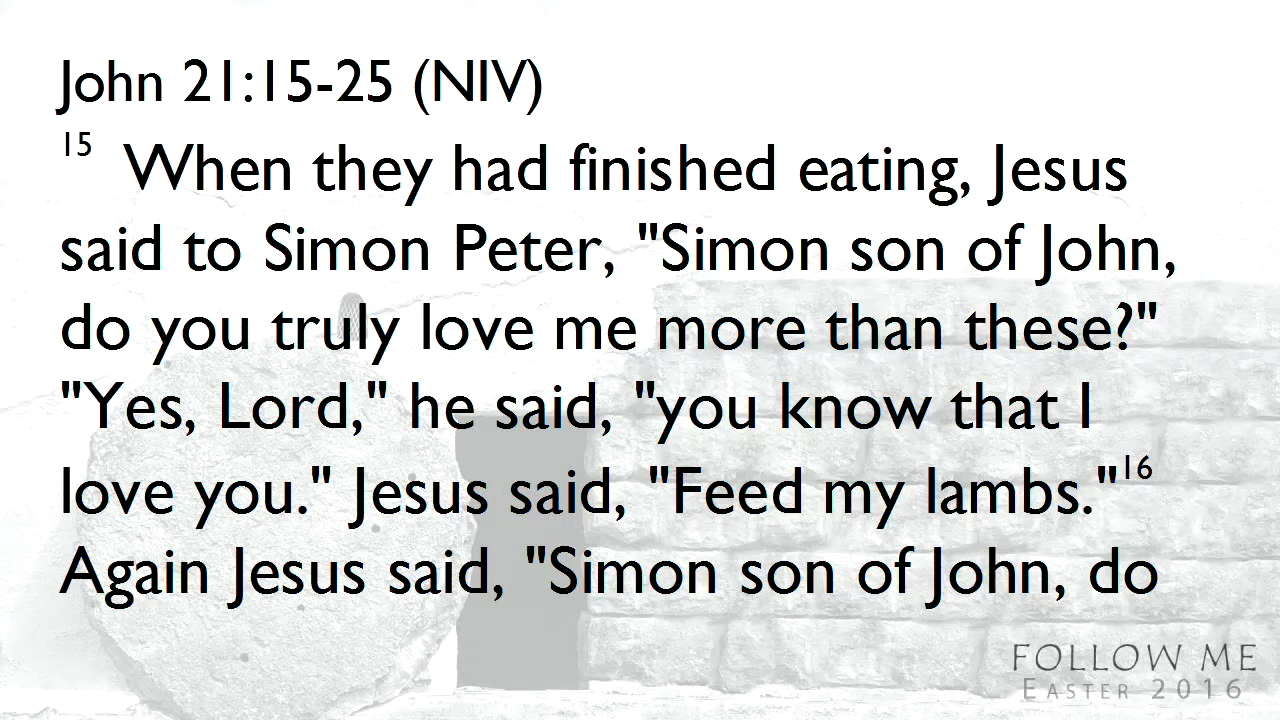 John 21:15-25 (NIV)
15 When they had finished eating, Jesus
said to Simon Peter, "Simon son of John,
do you truly love me more than these?"
"Yes, Lord," he said, "you know that I
love you." Jesus said, "Feed my lambs."16
Again Jesus said, "Simon son of John, do
FOLLOW ME
EASTER 2016